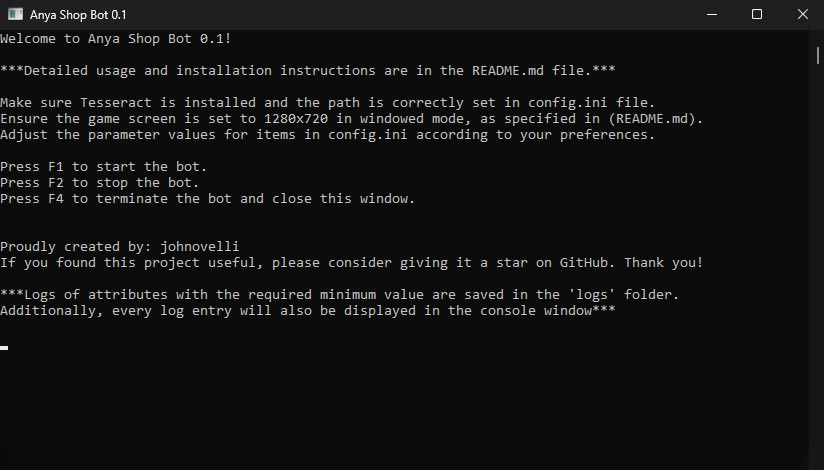 Anya Shop Bot 0.1
Welcome to Anya Shop Bot 0.1!
***Detailed usage and installation instructions are in the README.md file.***
Make sure Tesseract is installed and the path is correctly set in config.ini file.
Ensure the game screen is set to 1280x720 in windowed mode, as specified in (README.md).
Adjust the parameter values for items in config.ini according to your preferences.
Press F1 to start the bot.
Press F2 to stop the bot.
Press F4 to terminate the bot and close this window.
Proudly created by: johnovelli
If you found this project useful, please consider giving it a star on GitHub. Thank you!
***Logs of attributes with the required minimum value are saved in the 'logs' folder.
Additionally, every log entry will also be displayed in the console window***